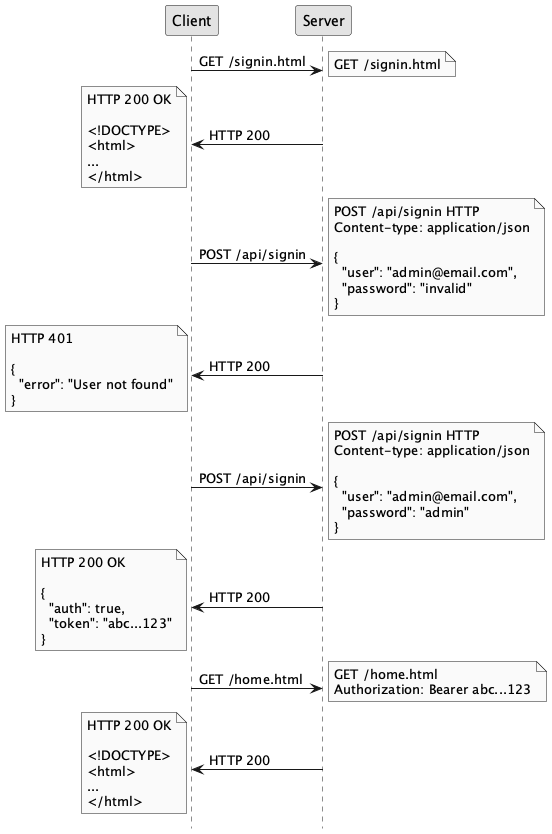 Client
Server
GET /signin.html
GET /signin.html
HTTP 200 OK
<!DOCTYPE>
<html>
...
</html>
HTTP 200
POST /api/signin HTTP
Content-type: application/json
{
"user": "admin@email.com",
"password": "invalid"
}
POST /api/signin
HTTP 401
{
"error": "User not found"
}
HTTP 200
POST /api/signin HTTP
Content-type: application/json
{
"user": "admin@email.com",
"password": "admin"
}
POST /api/signin
HTTP 200 OK
{
"auth": true,
"token": "abc...123"
}
HTTP 200
GET /home.html
GET /home.html
Authorization: Bearer abc...123
HTTP 200 OK
<!DOCTYPE>
<html>
...
</html>
HTTP 200